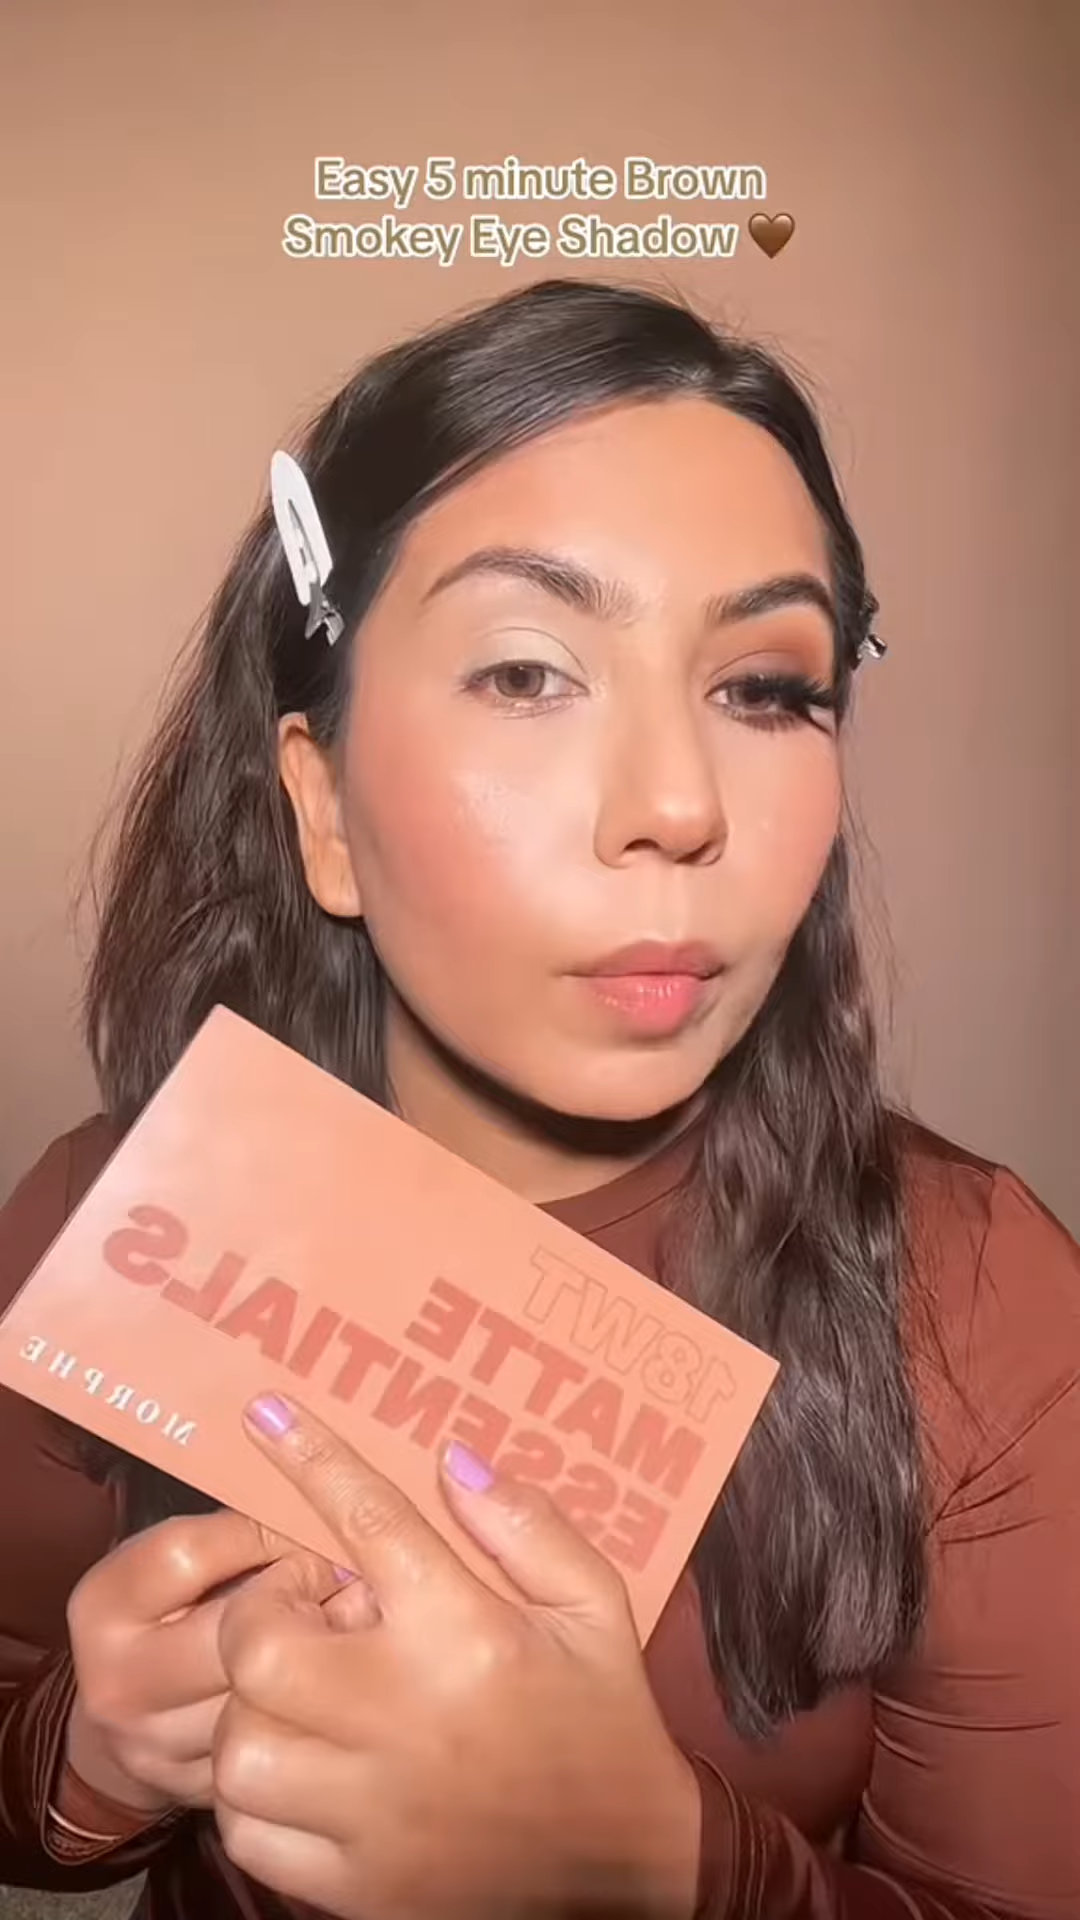 Easy 5 minute Brown
Smokey Eye Shadow 🤎
18WT
MATTE
ESSENTIALS
MORPHE